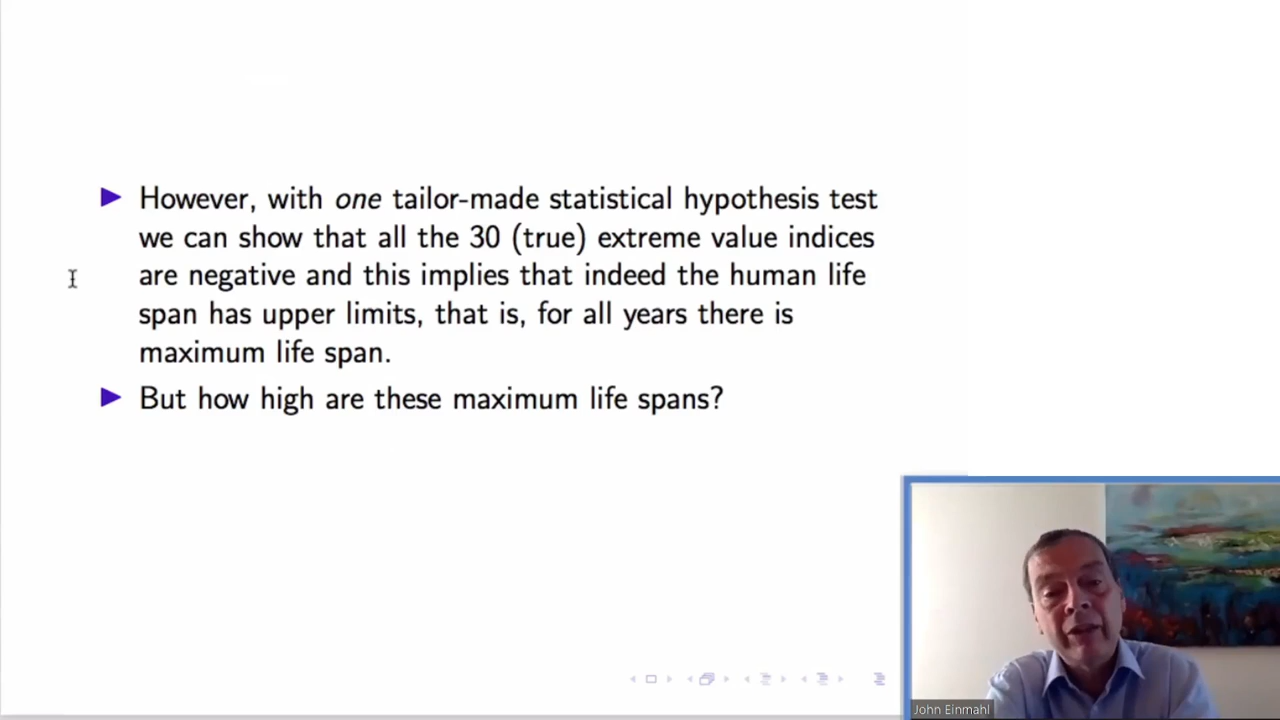 However, with one tailor-made statistical hypothesis test
we can show that all the 30 (true) extreme value indices
are negative and this implies that indeed the human life
span has upper limits, that is, for all years there is
maximum life span.
But how high are these maximum life spans?
John Einmahl